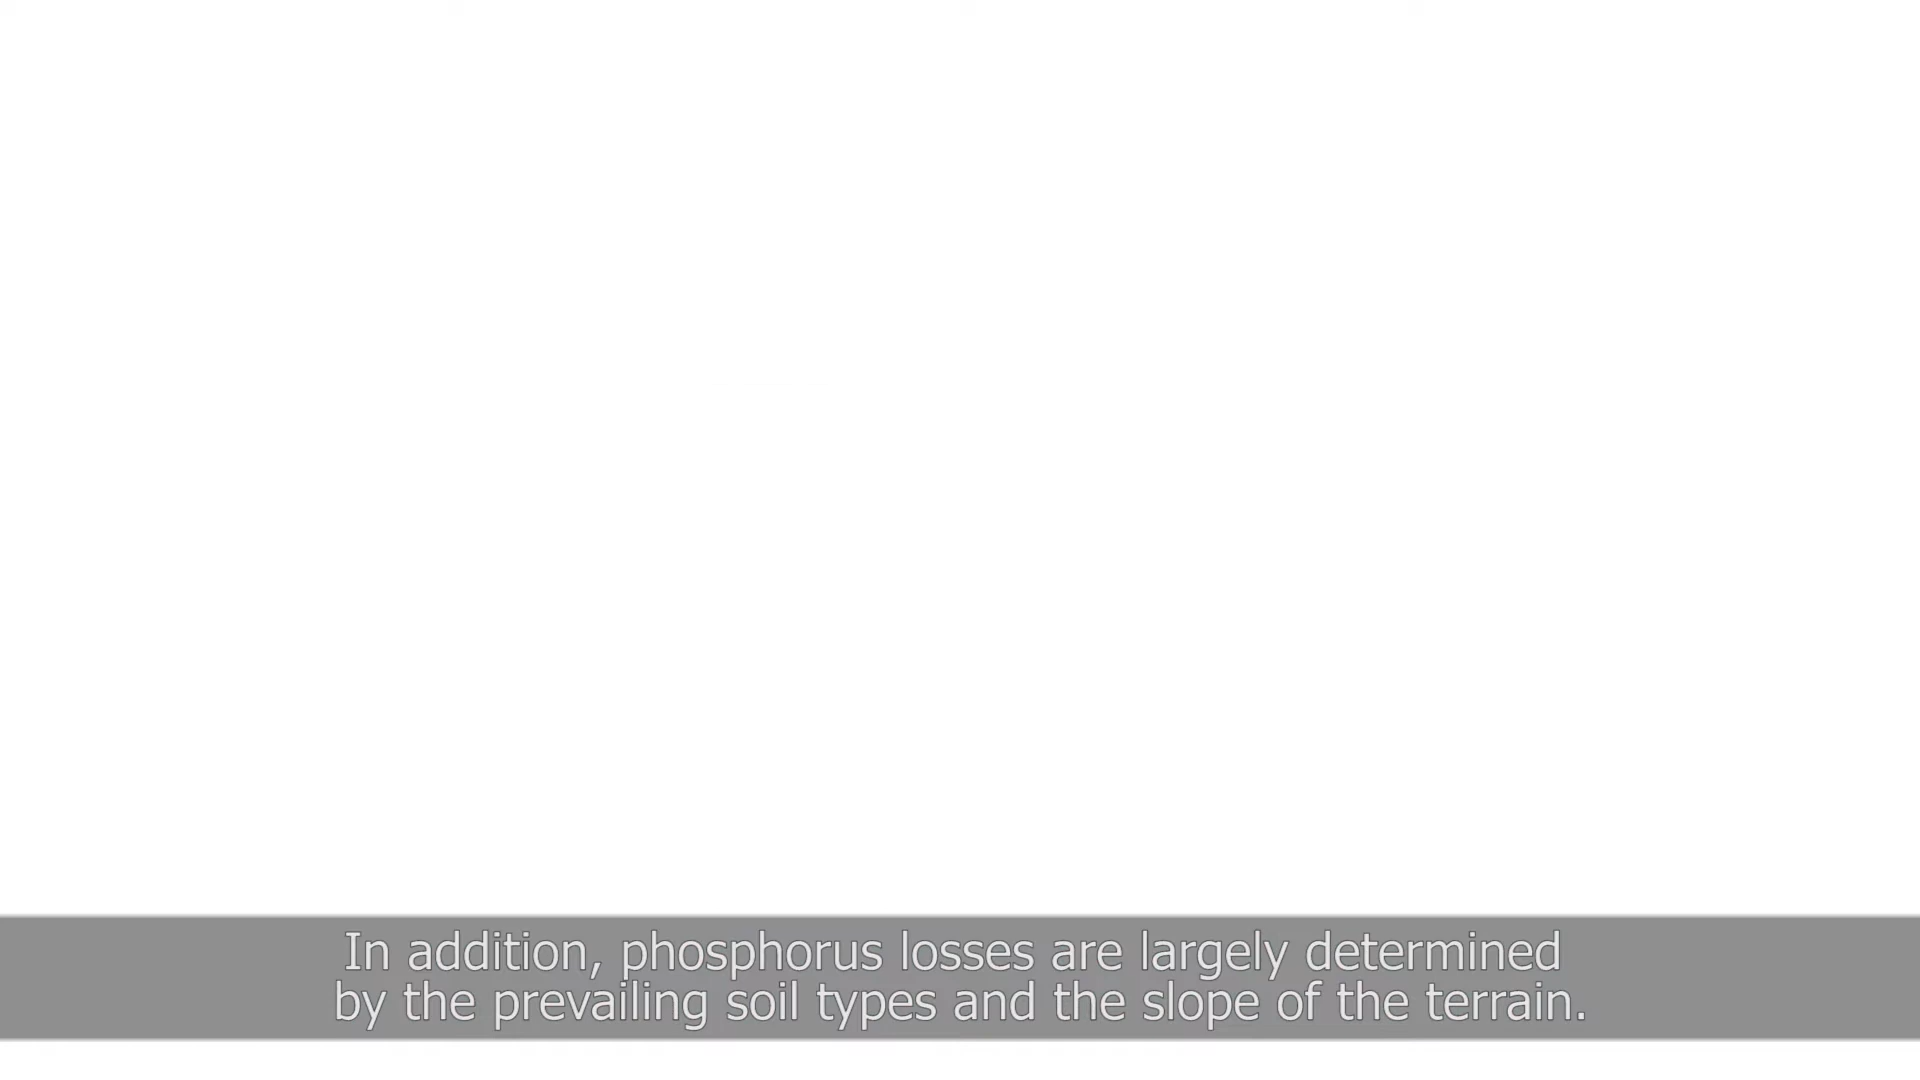 In addition, phosphorus losses are largely determined
by the prevailing soil types and the slope of the terrain.